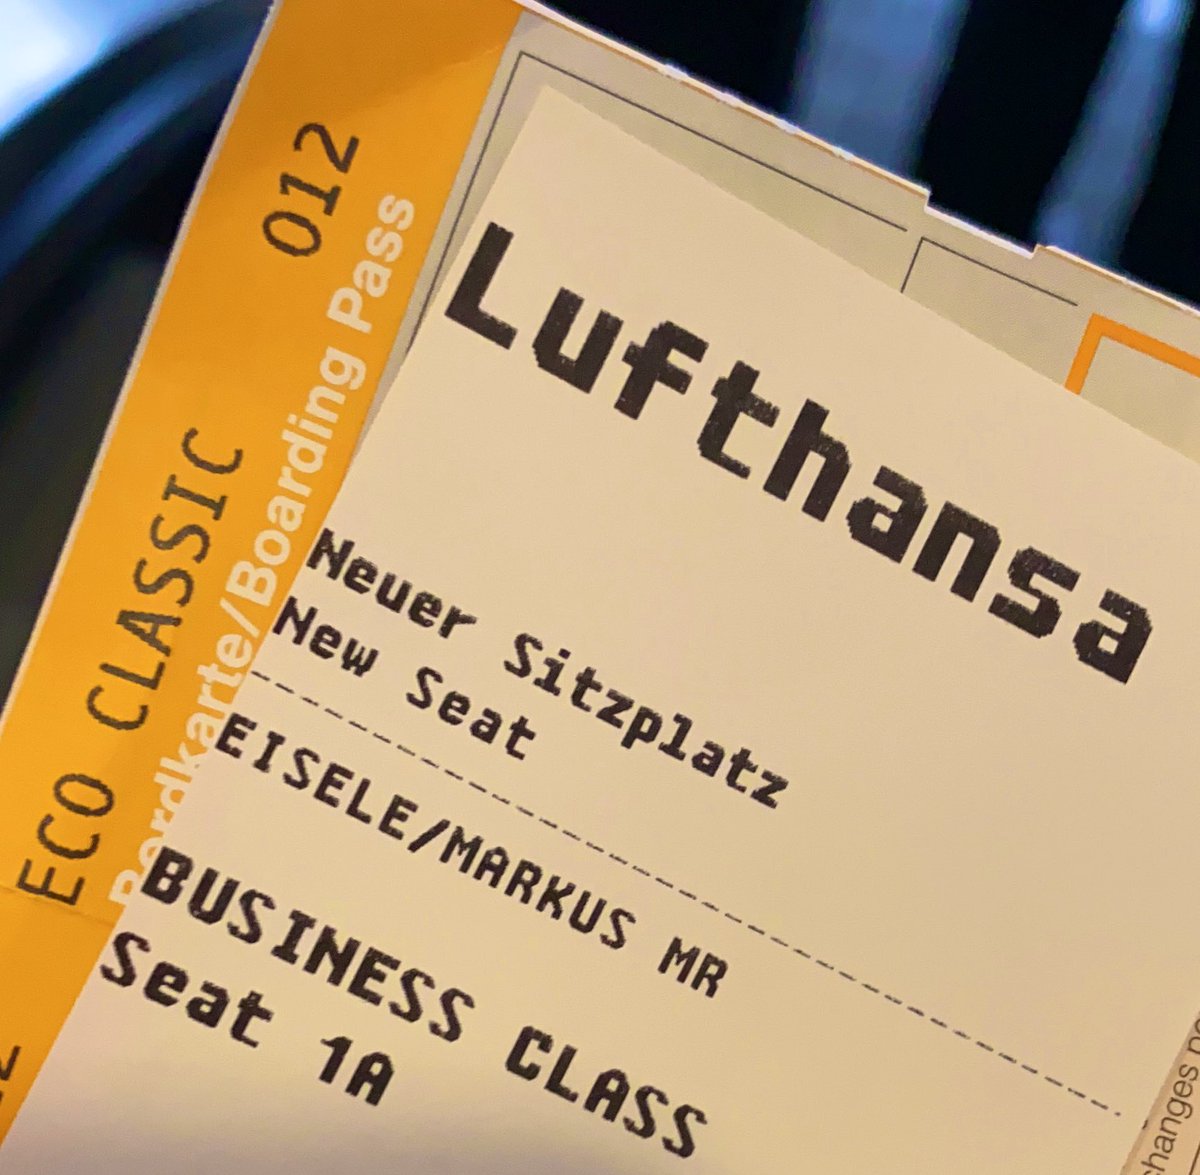 ECO CLASSIC 012
Bordkarte/Boarding Pass
Lufthansa
Neuer Sitzplatz
New Seat
EISELE/MARKUS MR
BUSINESS CLASS
Seat 1A